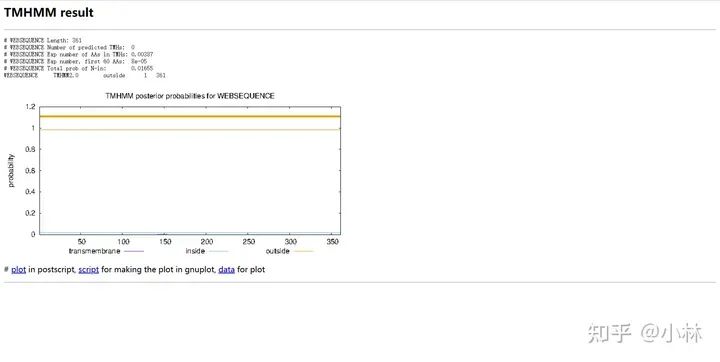 TMHMM result
# WEBSEQUENCE Length: 361
# WEBSEQUENCE Number of predicted TMHs: 0
# WEBSEQUENCE Exp number of AAs in TMHs: 0.00387
# WEBSEQUENCE Exp number, first 60 AAs: 8e-05
# WEBSEQUENCE Total prob of N-in: 0.01655
WEBSEQUENCE TMHMM2.0 outside 1 361
TMHMM posterior probabilities for WEBSEQUENCE
1.2
1
0.8
0.6
0.4
0.2
0
probability
50 100 150 200 250 300 350
transmembrane inside outside
# plot in postscript, script for making the plot in gnuplot, data for plot
知乎 @小林